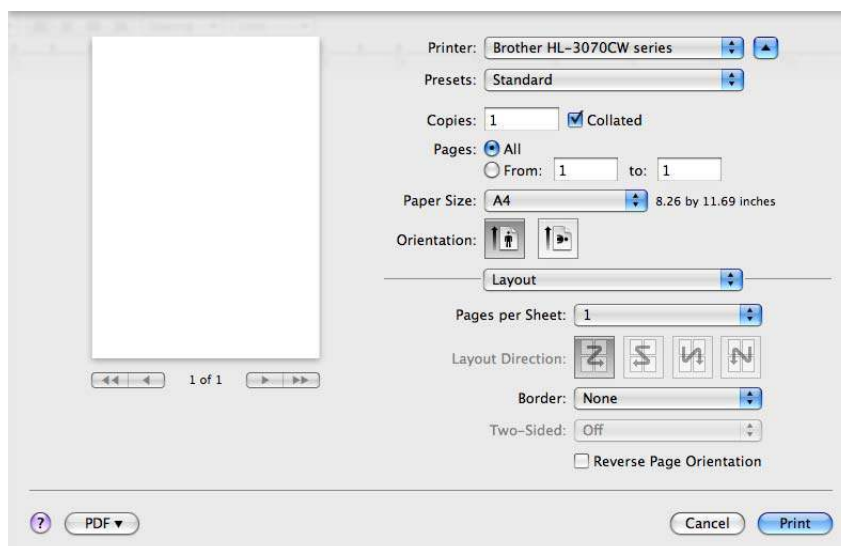 Printer: Brother HL-3070CW series
Presets: Standard
Copies: 1 Collated
Pages: All
From: 1 to: 1
Paper Size: A4 8.26 by 11.69 inches
Orientation:
Layout
Pages per Sheet: 1
Layout Direction:
1 of 1
Border: None
Two-Sided: Off
Reverse Page Orientation
? PDF Cancel Print